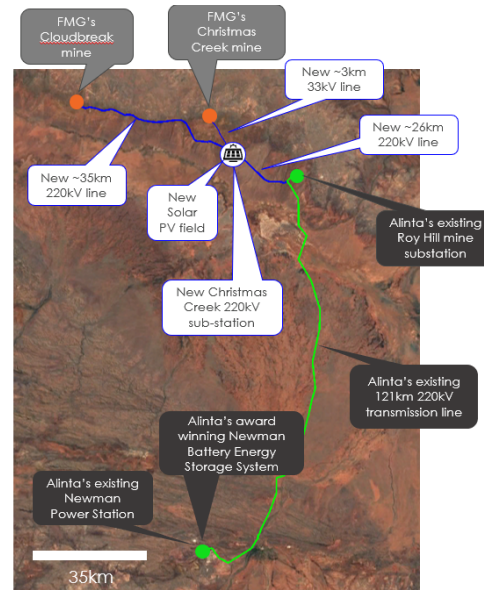 FMG's
Cloudbreak
mine
FMG's
Christmas
Creek mine
New ~3km
33kV line
New ~26km
220kV line
New ~35km
220kV line
New
Solar
PV field
Alinta's existing
Roy Hill mine
substation
New Christmas
Creek 220kV
sub-station
Alinta's existing
121km 220kV
transmission line
Alinta's award
winning Newman
Battery Energy
Storage System
Alinta's existing
Newman
Power Station
35km